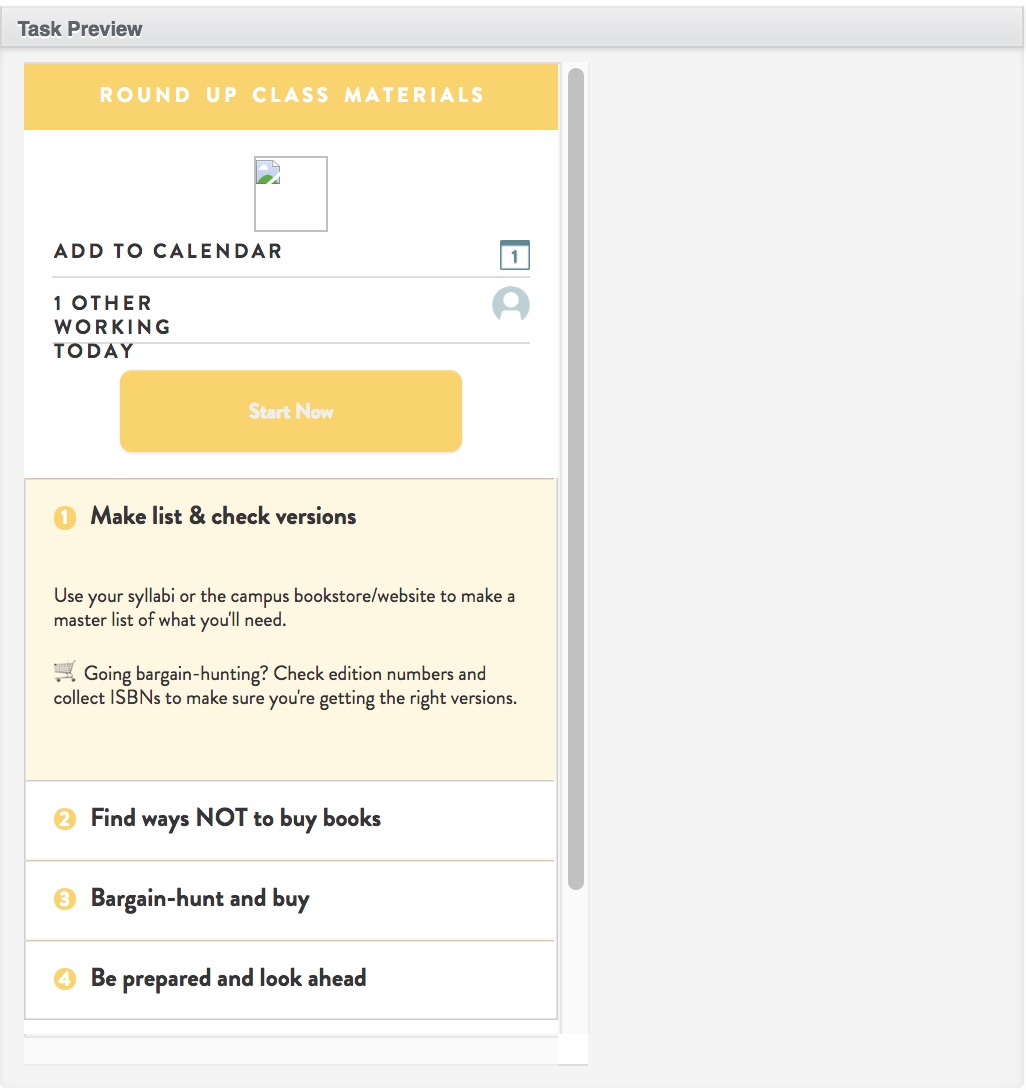 Task Preview
ROUND UP CLASS MATERIALS
ADD TO CALENDAR
1
1 OTHER
WORKING
TODAY
Start Now
1 Make list & check versions
Use your syllabi or the campus bookstore/website to make a
master list of what you'll need.
🛒 Going bargain-hunting? Check edition numbers and
collect ISBNs to make sure you're getting the right versions.
2 Find ways NOT to buy books
3 Bargain-hunt and buy
4 Be prepared and look ahead